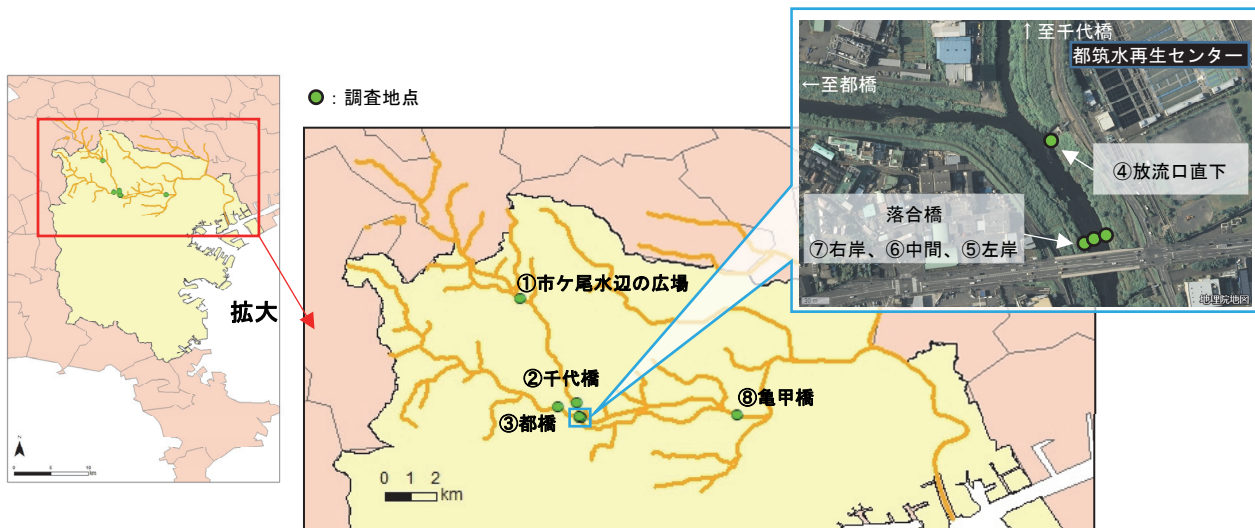 ●：調査地点
拡大
0 1 2
km
①市ケ尾水辺の広場
②千代橋
③都橋
⑧亀甲橋
↑至千代橋
都筑水再生センター
←至都橋
④放流口直下
落合橋
⑦右岸、⑥中間、⑤左岸
地理院地図